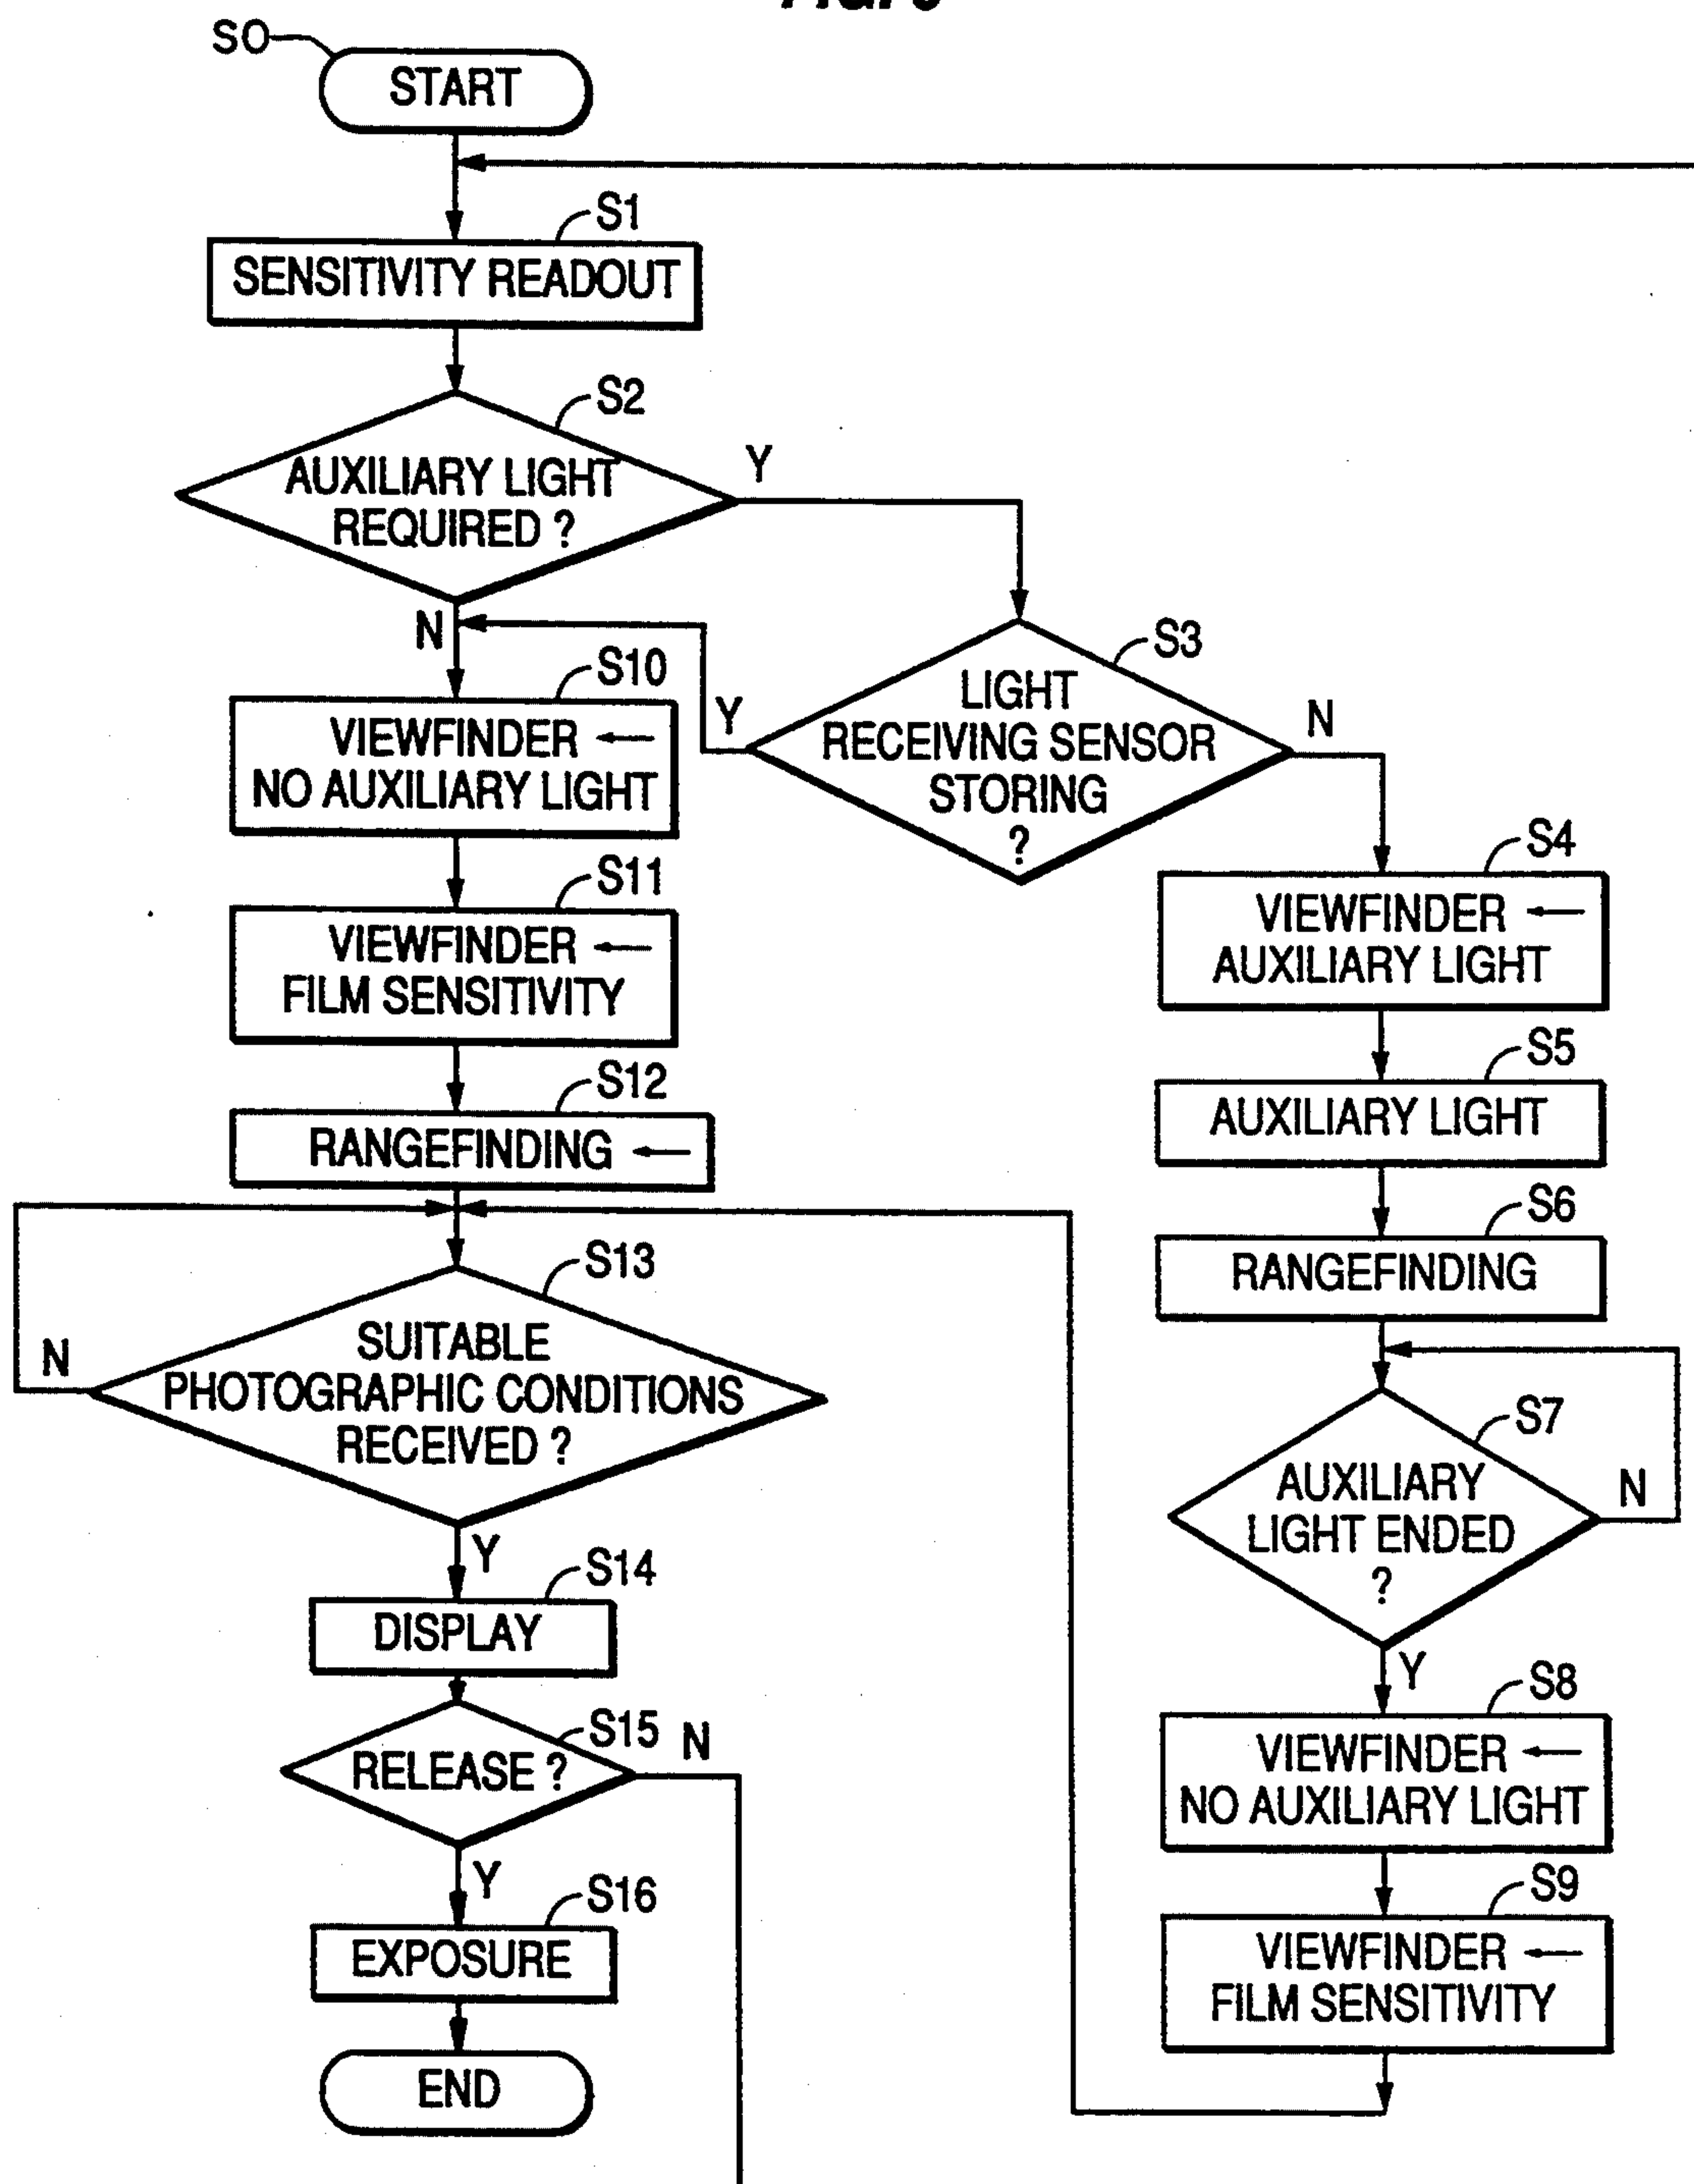 S0
START
S1
SENSITIVITY READOUT
S2
AUXILIARY LIGHT
REQUIRED ?
Y
N
S3
LIGHT
RECEIVING SENSOR
STORING
?
Y
N
S10
VIEWFINDER ←
NO AUXILIARY LIGHT
S4
VIEWFINDER ←
AUXILIARY LIGHT
S11
VIEWFINDER ←
FILM SENSITIVITY
S5
AUXILIARY LIGHT
S12
RANGEFINDING ←
S6
RANGEFINDING
S13
SUITABLE
PHOTOGRAPHIC CONDITIONS
RECEIVED ?
N
Y
S7
AUXILIARY
LIGHT ENDED
?
N
Y
S14
DISPLAY
S15
RELEASE ?
N
Y
S8
VIEWFINDER ←
NO AUXILIARY LIGHT
S16
EXPOSURE
S9
VIEWFINDER ←
FILM SENSITIVITY
END